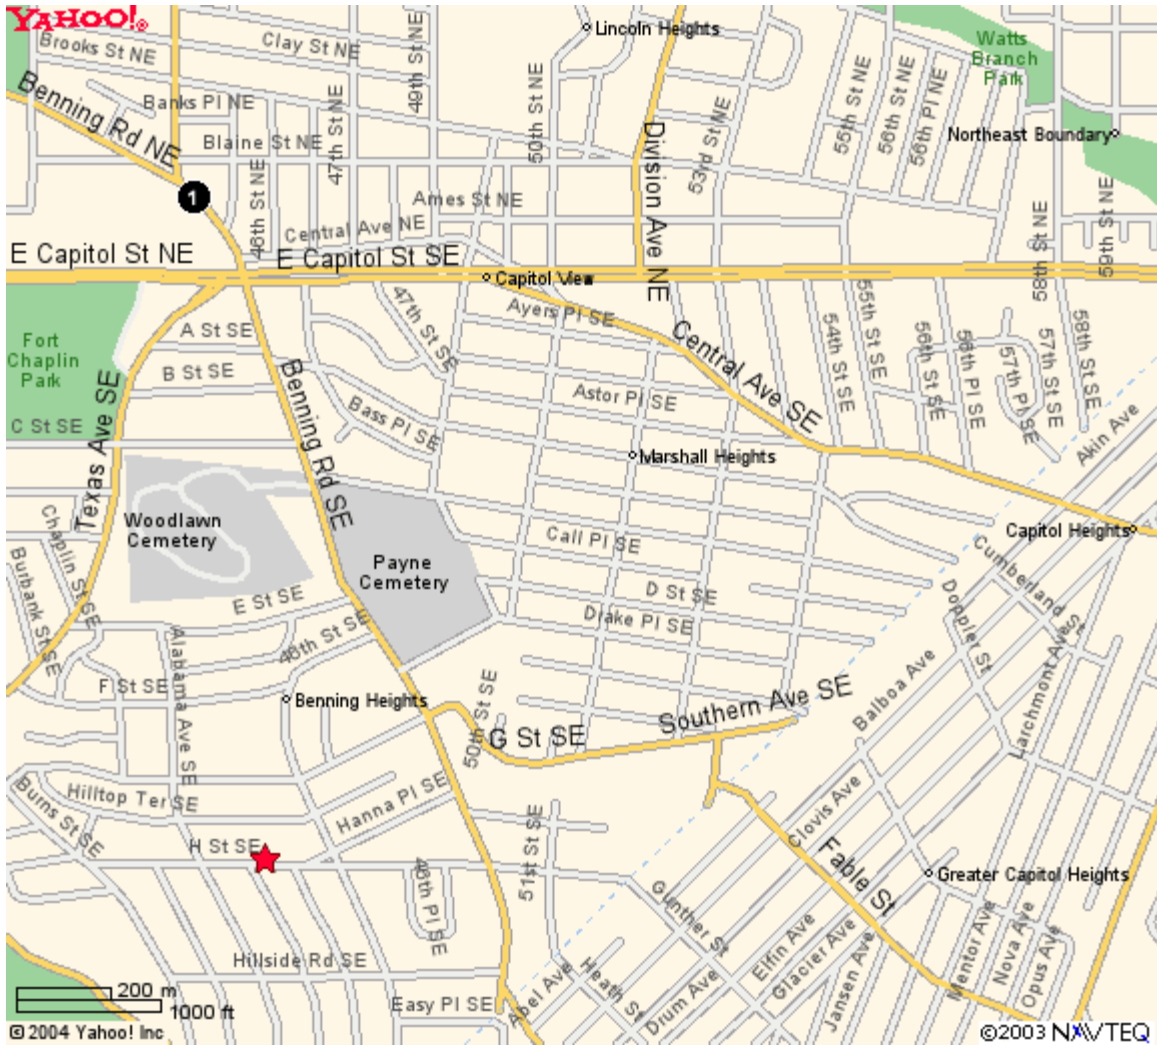 YAHOO!®
Brooks St NE
Clay St NE
49th St NE
Lincoln Heights
Watts
Branch
Park
Benning Rd NE
Banks Pl NE
Blaine St NE
47th St NE
50th St NE
Division Ave NE
53rd St NE
55th St NE
56th St NE
56th Pl NE
Northeast Boundary
1
46th St NE
Ames St NE
Central Ave NE
58th St NE
59th St NE
E Capitol St NE
E Capitol St SE
Capitol View
47th St SE
Ayers Pl SE
Central Ave SE
54th St SE
55th St SE
56th St SE
56th Pl SE
57th Pl SE
57th St SE
58th St SE
Fort
Chaplin
Park
A St SE
B St SE
Benning Rd SE
Bass Pl SE
Astor Pl SE
Akin Ave
C St SE
Texas Ave SE
Marshall Heights
Woodlawn
Cemetery
Payne
Cemetery
Call Pl SE
Capitol Heights
Chaplin St SE
Burbank St SE
E St SE
D St SE
Drake Pl SE
Cumberland St
Doppler St
Alabama Ave SE
46th St SE
F St SE
Benning Heights
50th St SE
G St SE
Southern Ave SE
Balboa Ave
Larchmont Ave
Hilltop Ter SE
Burns St SE
Hanna Pl SE
Clovis Ave
H St SE
46th Pl SE
51st St SE
Fable St
Greater Capitol Heights
Gunther St
Hillside Rd SE
Elfin Ave
Glacier Ave
Mentor Ave
Nova Ave
Opus Ave
Easy Pl SE
Abel Ave
Heath St
Drum Ave
Jansen Ave
200 m
1000 ft
© 2004 Yahoo! Inc
©2003 NAVTEQ